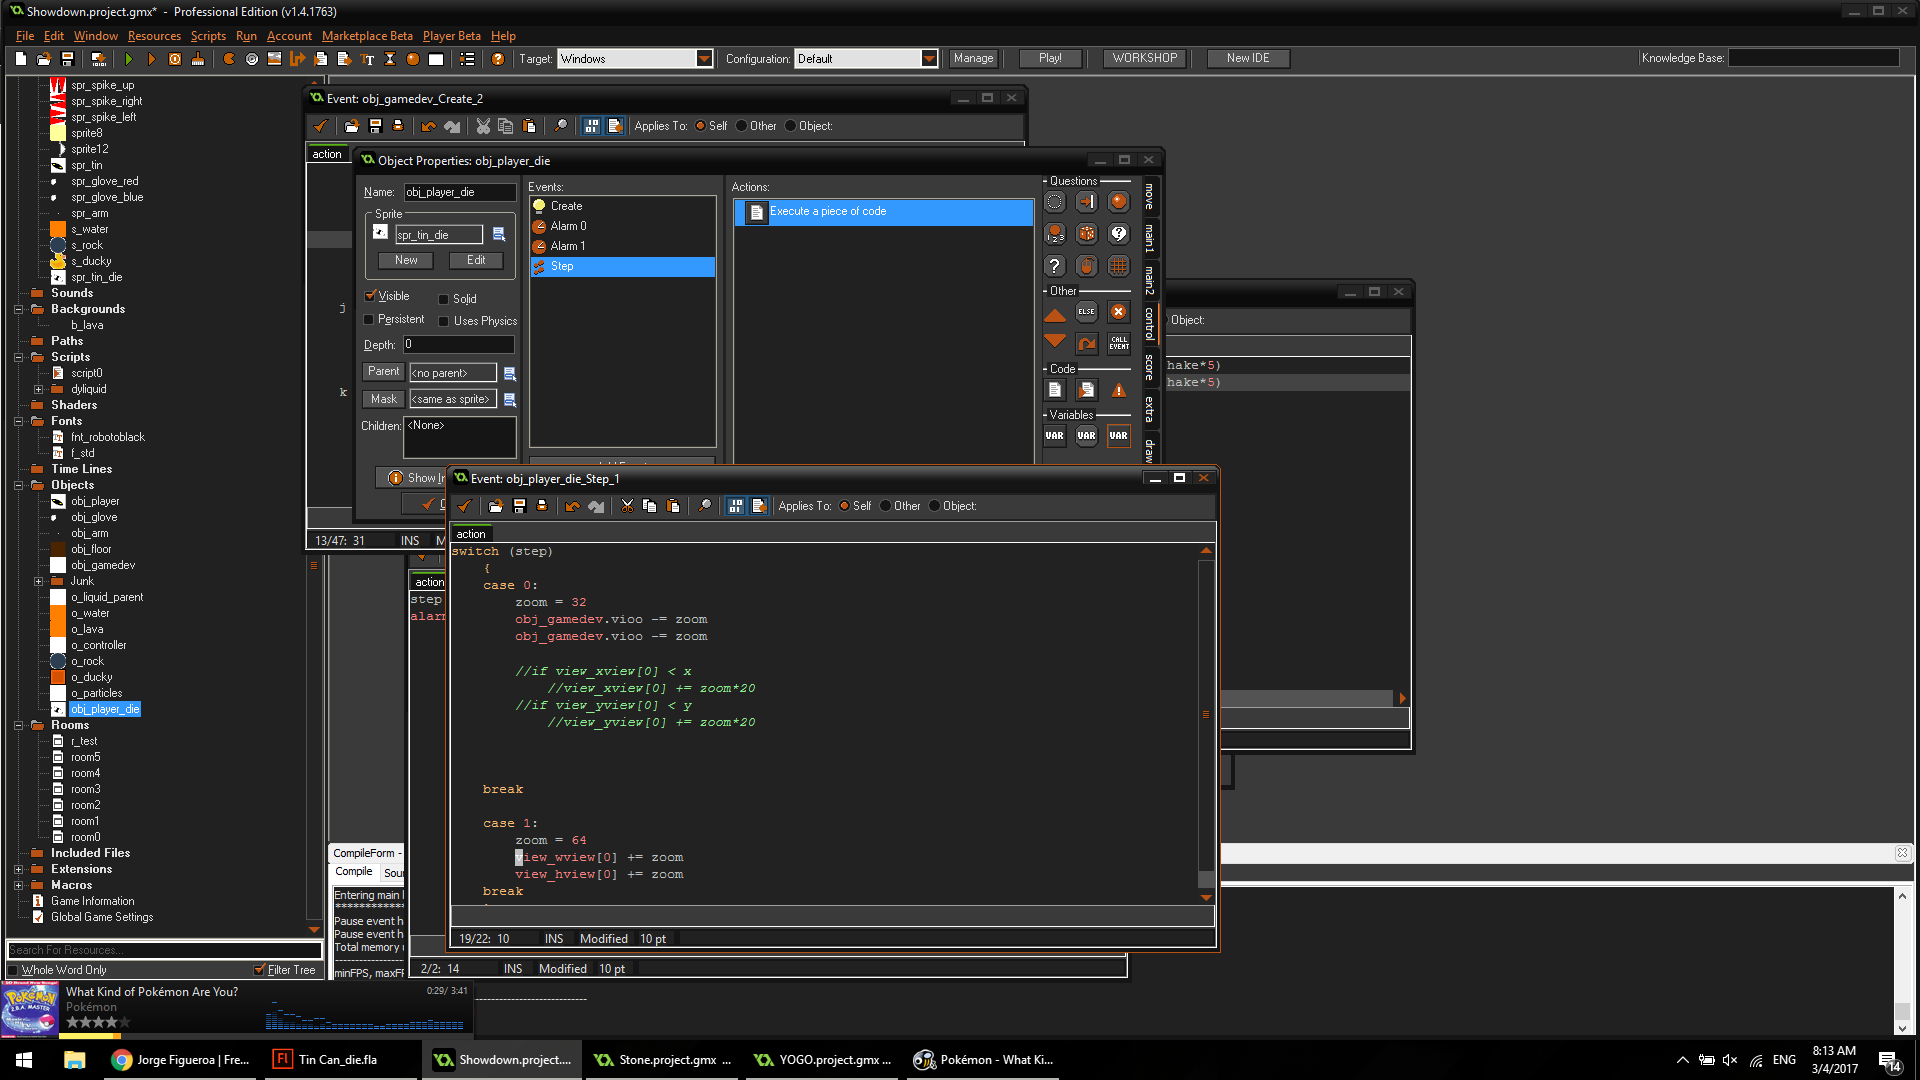 Showdown.project.gmx* - Professional Edition (v1.4.1763)
File Edit Window Resources Scripts Run Account Marketplace Beta Player Beta Help
Target: Windows Configuration: Default Manage Play! WORKSHOP New IDE Knowledge Base:
spr_spike_up
spr_spike_right
spr_spike_left
sprite8
sprite12
spr_tin
spr_glove_red
spr_glove_blue
spr_arm
s_water
s_rock
s_ducky
spr_tin_die
Sounds
Backgrounds
b_lava
Paths
Scripts
script0
dyliquid
Shaders
Fonts
fnt_robotoblack
f_std
Time Lines
Objects
obj_player
obj_glove
obj_arm
obj_floor
obj_gamedev
Junk
o_liquid_parent
o_water
o_lava
o_controller
o_rock
o_ducky
o_particles
obj_player_die
Rooms
r_test
room5
room4
room3
room2
room1
room0
Included Files
Extensions
Macros
Game Information
Global Game Settings
Search For Resources...
Whole Word Only Filter Tree
Event: obj_gamedev_Create_2
Applies To: Self Other Object:
action
j
k
13/47: 31 INS M
Object Properties: obj_player_die
Name: obj_player_die
Sprite
spr_tin_die
New Edit
Visible Solid
Persistent Uses Physics
Depth: 0
Parent <no parent>
Mask <same as sprite>
Children: <None>
Show In
Events:
Create
Alarm 0
Alarm 1
Step
Actions:
Execute a piece of code
Questions
Other
ELSE
CALL EVENT
Code
Variables
VAR VAR VAR
move
main1
main2
control
score
extra
draw
Object:
hake*5)
hake*5)
action
step
alarm
2/2: 14 INS Modified 10 pt
Event: obj_player_die_Step_1
Applies To: Self Other Object:
action
switch (step)
{
case 0:
zoom = 32
obj_gamedev.vioo -= zoom
obj_gamedev.vioo -= zoom
//if view_xview[0] < x
//view_xview[0] += zoom*20
//if view_yview[0] < y
//view_yview[0] += zoom*20
break
case 1:
zoom = 64
view_wview[0] += zoom
view_hview[0] += zoom
break
19/22: 10 INS Modified 10 pt
CompileForm -
Compile Sour
Entering main l
*************
Pause event h
Pause event h
Total memory u
minFPS, maxFP
What Kind of Pokémon Are You? 0:29/ 3:41
Pokémon
Jorge Figueroa | Fre...
Tin Can_die.fla
Showdown.project....
Stone.project.gmx ...
YOGO.project.gmx ...
Pokémon - What Ki...
ENG
8:13 AM
3/4/2017
14